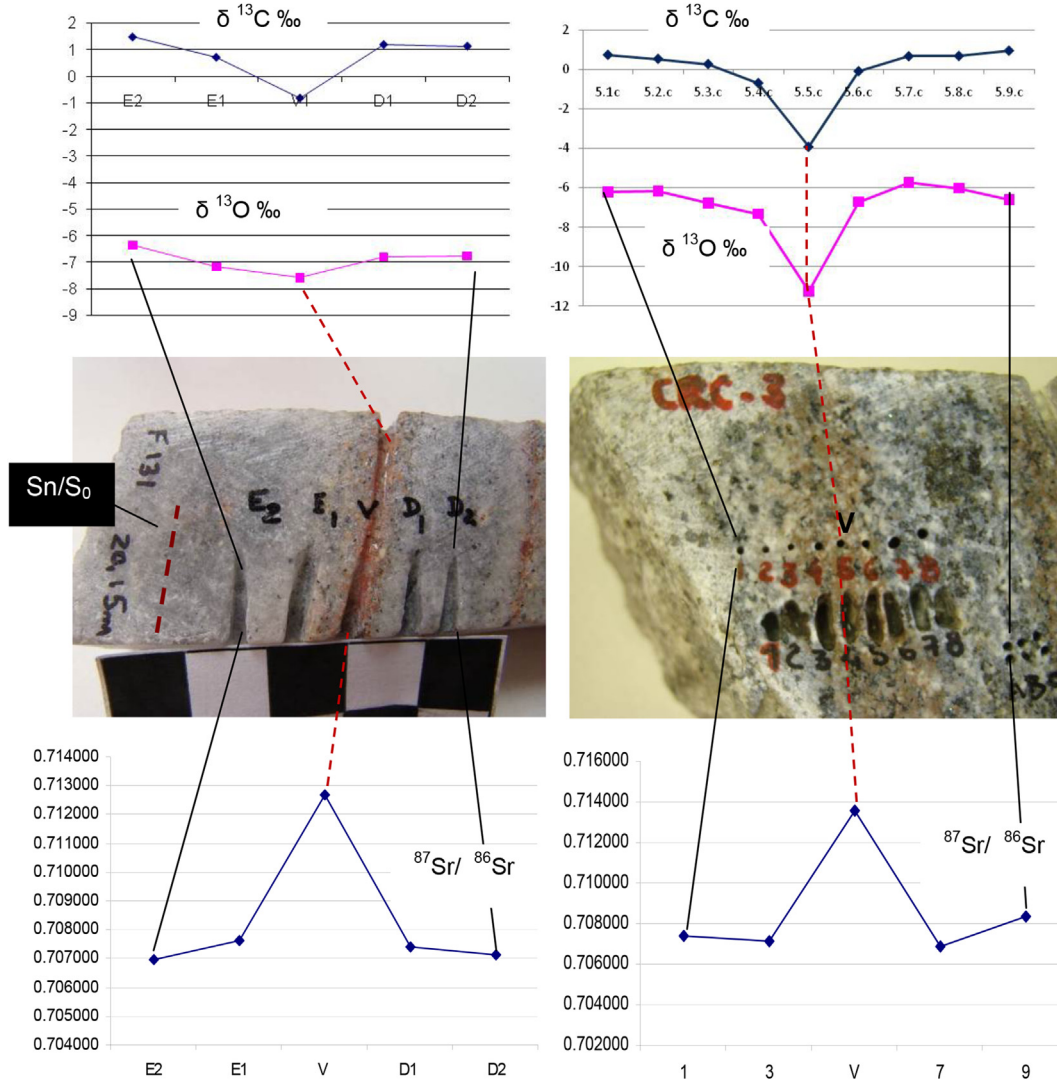 δ ¹³C ‰
2
1
0
-1
-2
-3
-4
-5
-6
-7
-8
-9
E2 E1 V1 D1 D2
δ ¹³O ‰
δ ¹³C ‰
2
0
-2
-4
-6
-8
-10
-12
5.1c 5.2.c 5.3.c 5.4.c 5.5.c 5.6.c 5.7.c 5.8.c 5.9.c
δ ¹³O ‰
Sn/S₀
F131
20,15m
E2 E1 V D1 D2
CRC-3
V
1 2 3 4 5 6 7 8
1 2 3 4 5 6 7 8
ABC
0.714000
0.713000
0.712000
0.711000
0.710000
0.709000
0.708000
0.707000
0.706000
0.705000
0.704000
⁸⁷Sr/ ⁸⁶Sr
E2 E1 V D1 D2
0.716000
0.714000
0.712000
0.710000
0.708000
0.706000
0.704000
0.702000
⁸⁷Sr/ ⁸⁶Sr
1 3 V 7 9